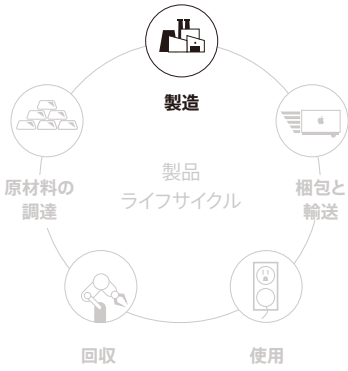 製造
原材料の
調達
製品
ライフサイクル
梱包と
輸送
回収
使用